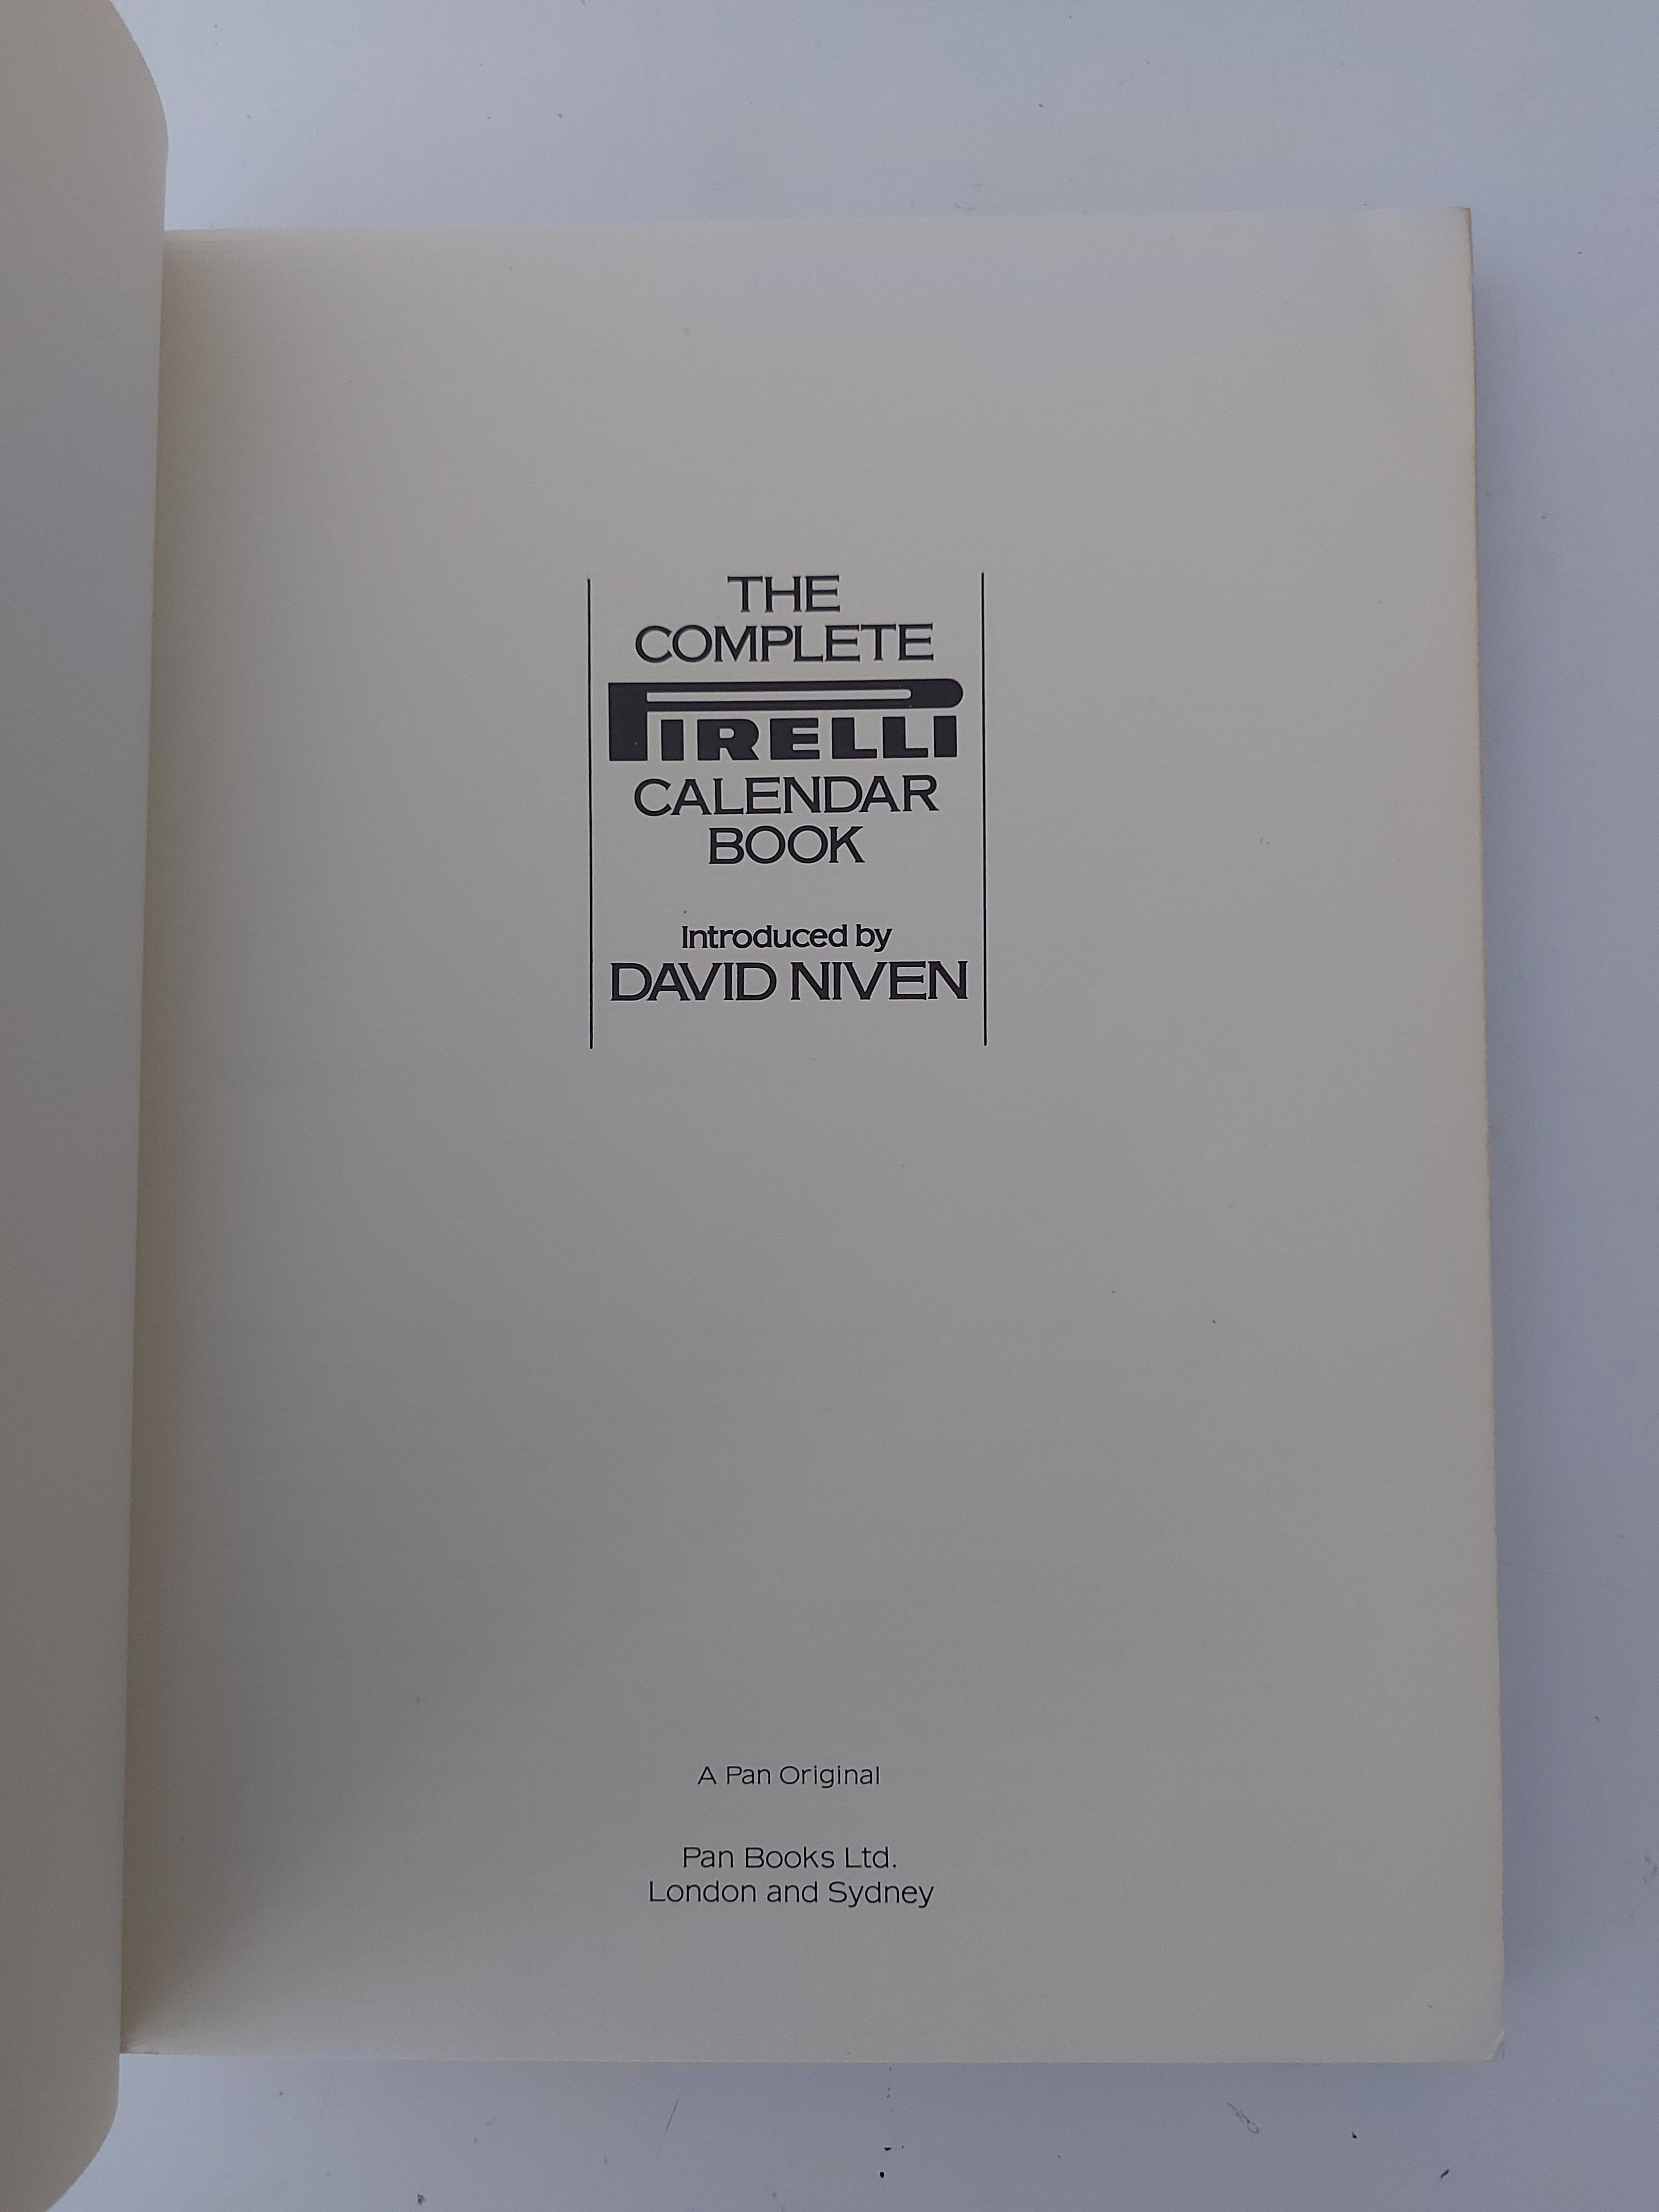 THE
COMPLETE
PIRELLI
CALENDAR
BOOK
Introduced by
DAVID NIVEN
A Pan Original
Pan Books Ltd.
London and Sydney